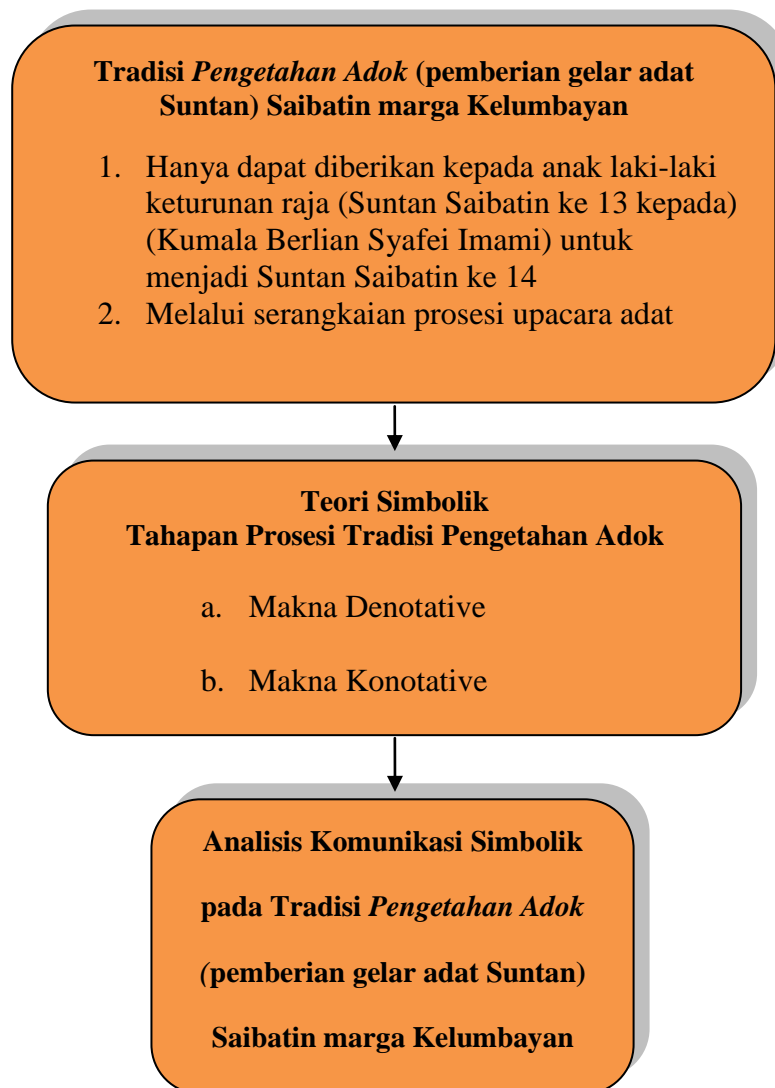 Tradisi Pengetahan Adok (pemberian gelar adat
Suntan) Saibatin marga Kelumbayan
1. Hanya dapat diberikan kepada anak laki-laki
keturunan raja (Suntan Saibatin ke 13 kepada)
(Kumala Berlian Syafei Imami) untuk
menjadi Suntan Saibatin ke 14
2. Melalui serangkaian prosesi upacara adat
Teori Simbolik
Tahapan Prosesi Tradisi Pengetahan Adok
a. Makna Denotative
b. Makna Konotative
Analisis Komunikasi Simbolik
pada Tradisi Pengetahan Adok
(pemberian gelar adat Suntan)
Saibatin marga Kelumbayan